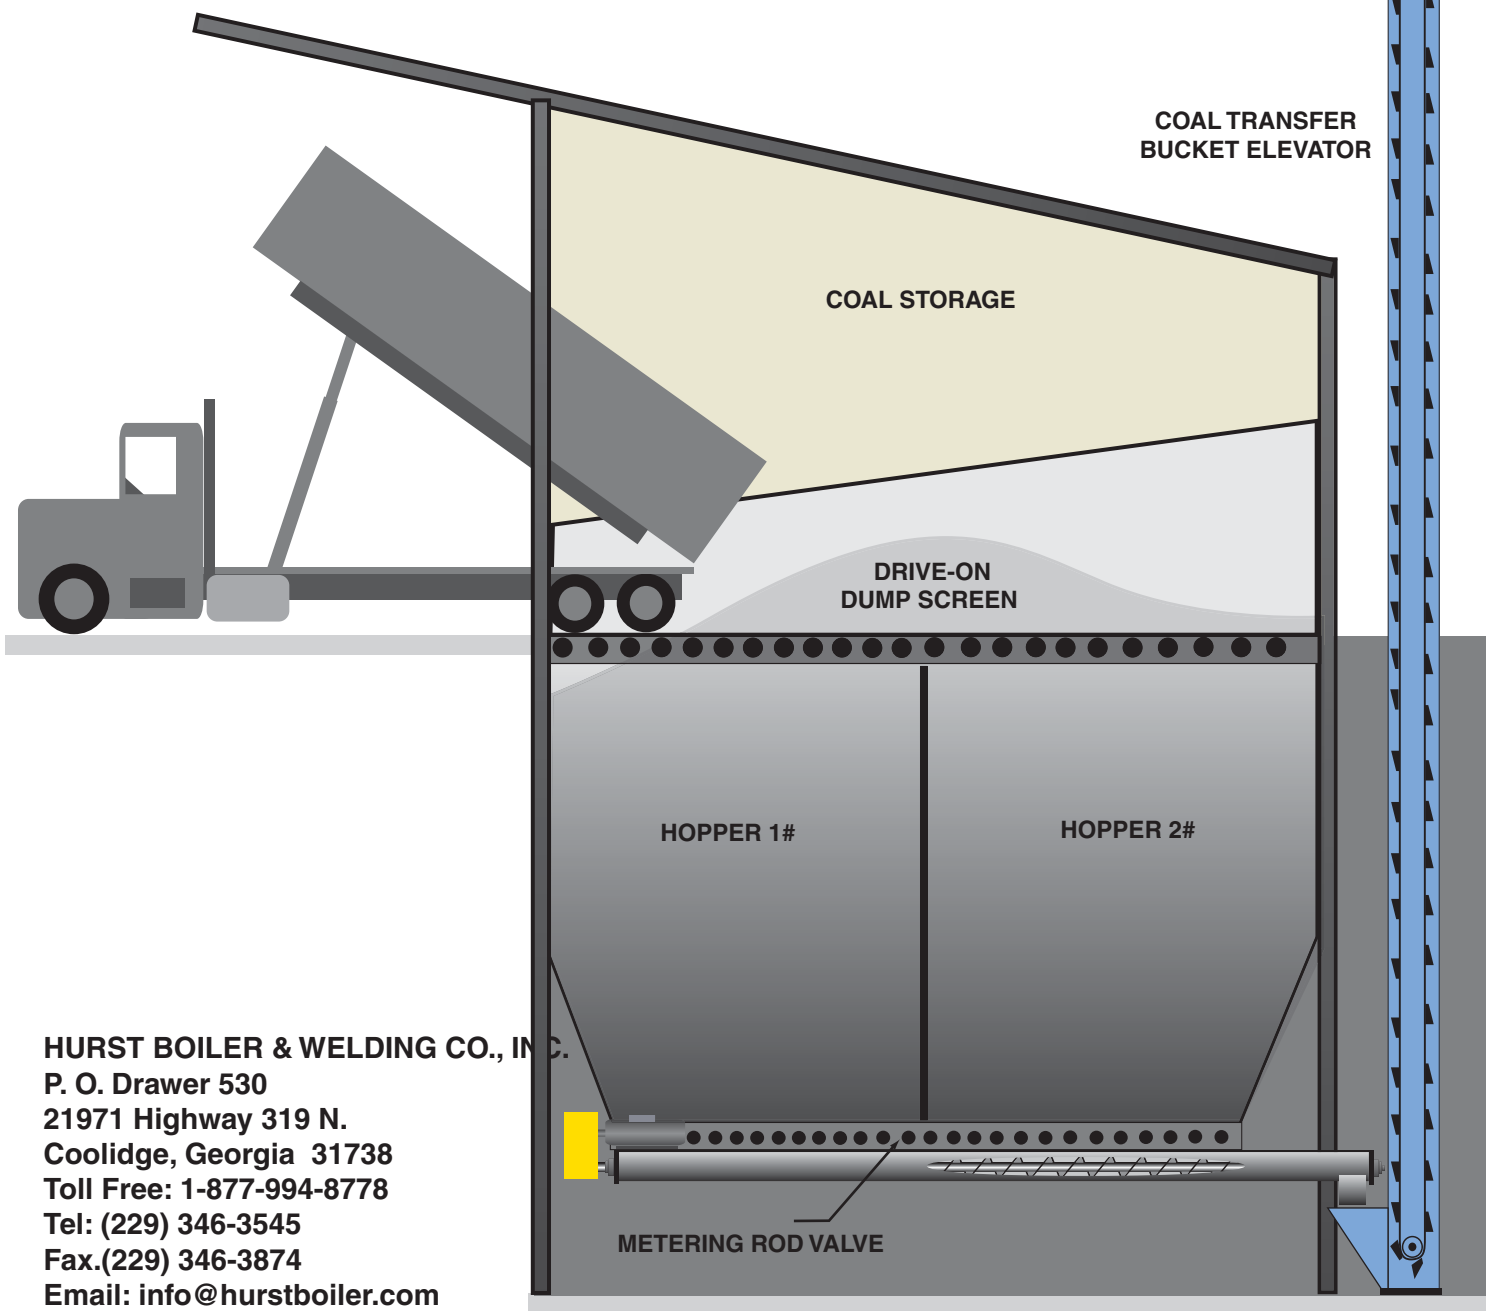 COAL TRANSFER
BUCKET ELEVATOR
COAL STORAGE
DRIVE-ON
DUMP SCREEN
HOPPER 1#
HOPPER 2#
METERING ROD VALVE
HURST BOILER & WELDING CO., INC.
P. O. Drawer 530
21971 Highway 319 N.
Coolidge, Georgia  31738
Toll Free: 1-877-994-8778
Tel: (229) 346-3545
Fax.(229) 346-3874
Email: info@hurstboiler.com